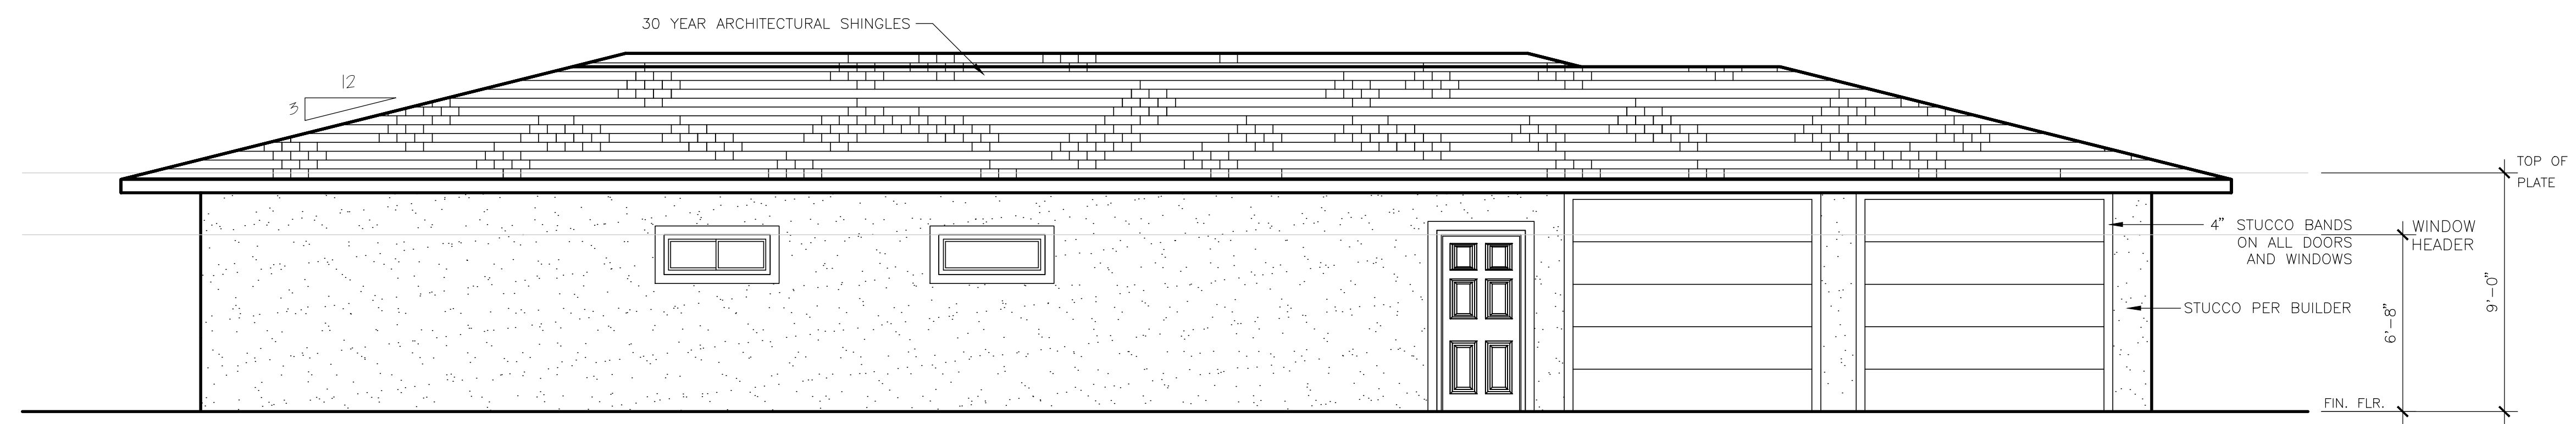 30 YEAR ARCHITECTURAL SHINGLES
12
3
TOP OF
PLATE
4" STUCCO BANDS
ON ALL DOORS
AND WINDOWS
WINDOW
HEADER
STUCCO PER BUILDER
6'-8"
9'-0"
FIN. FLR.